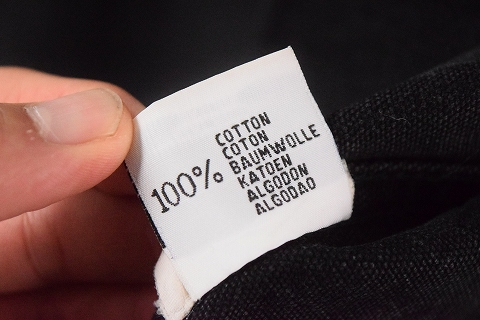 100%
COTTON
COTON
BAUMWOLLE
KATOEN
ALGODON
ALGODAO